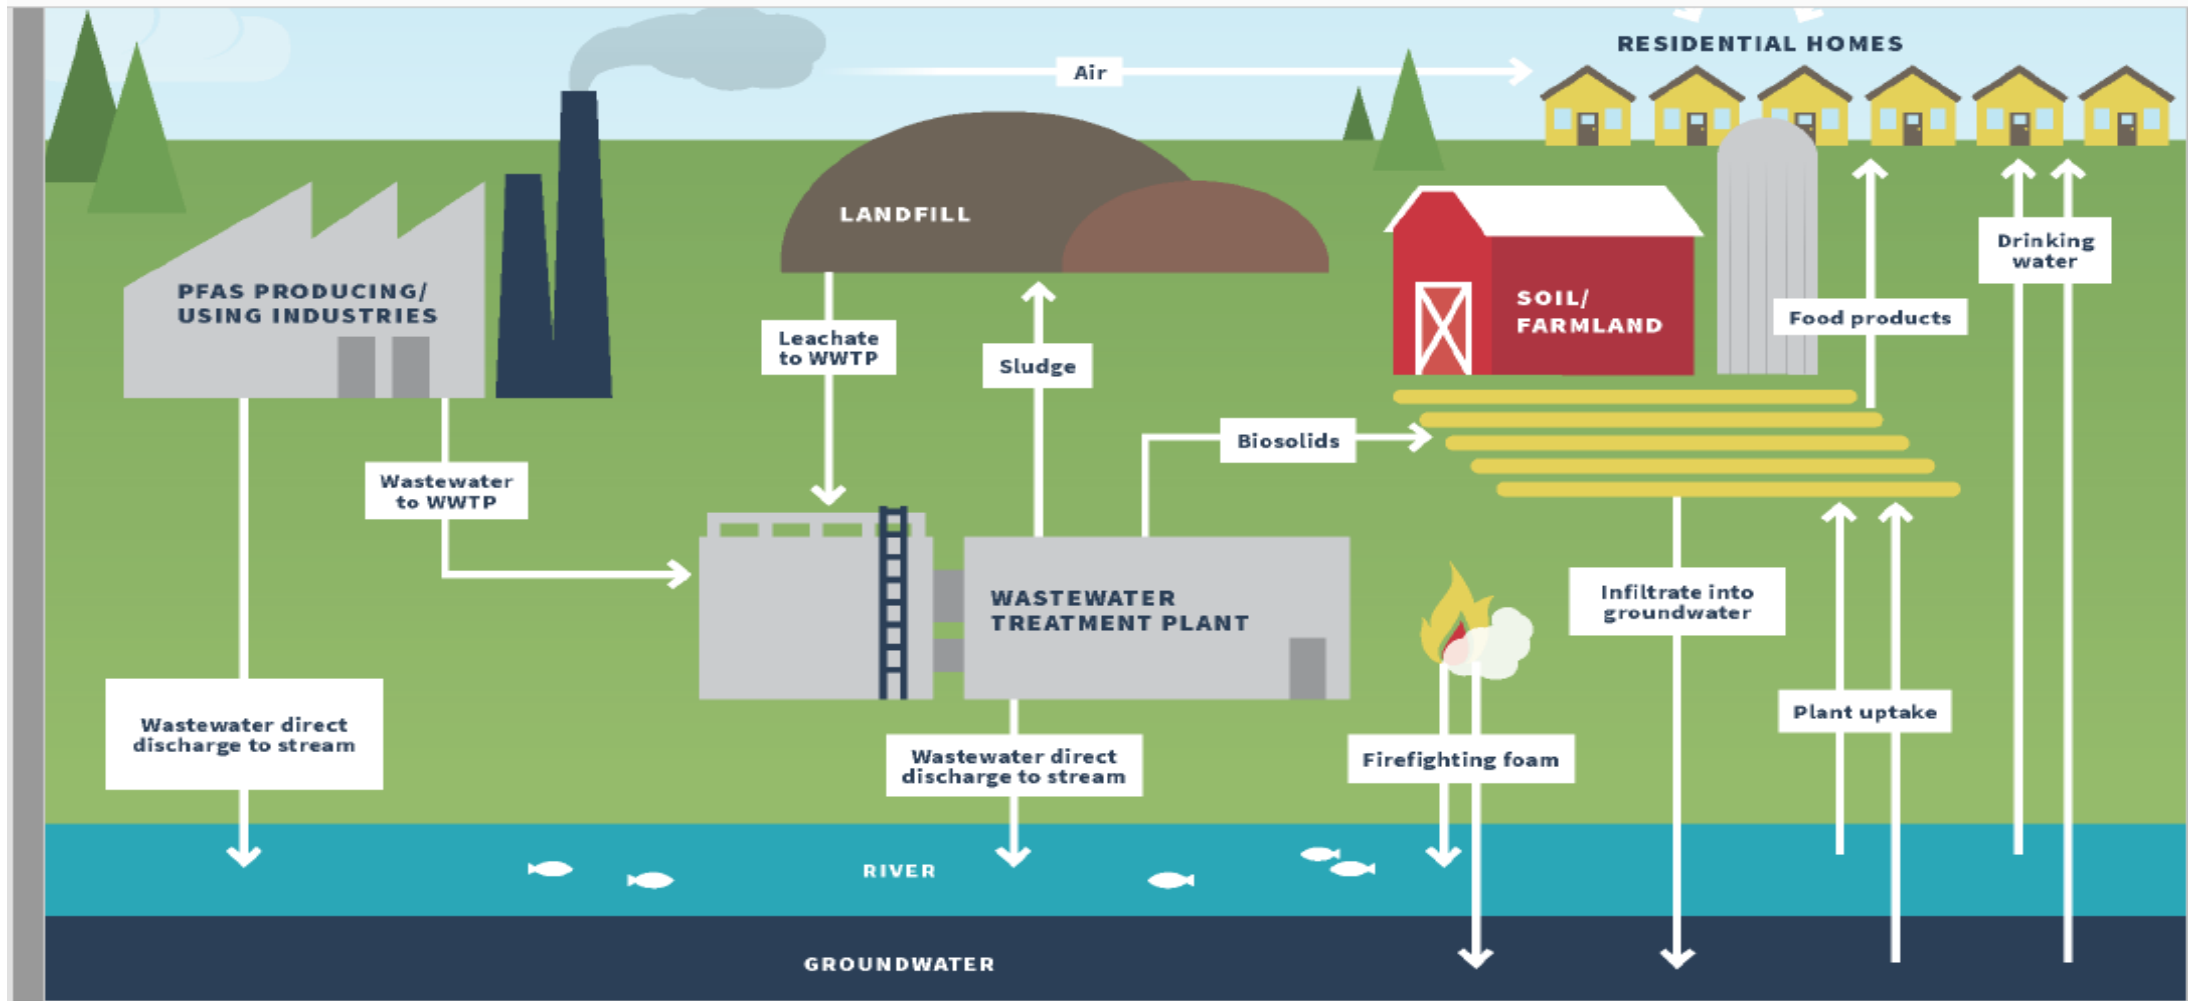 RESIDENTIAL HOMES
Air
LANDFILL
PFAS PRODUCING/
USING INDUSTRIES
SOIL/
FARMLAND
Drinking
water
Food products
Leachate
to WWTP
Sludge
Biosolids
Wastewater
to WWTP
WASTEWATER
TREATMENT PLANT
Infiltrate into
groundwater
Plant uptake
Wastewater direct
discharge to stream
Wastewater direct
discharge to stream
Firefighting foam
RIVER
GROUNDWATER